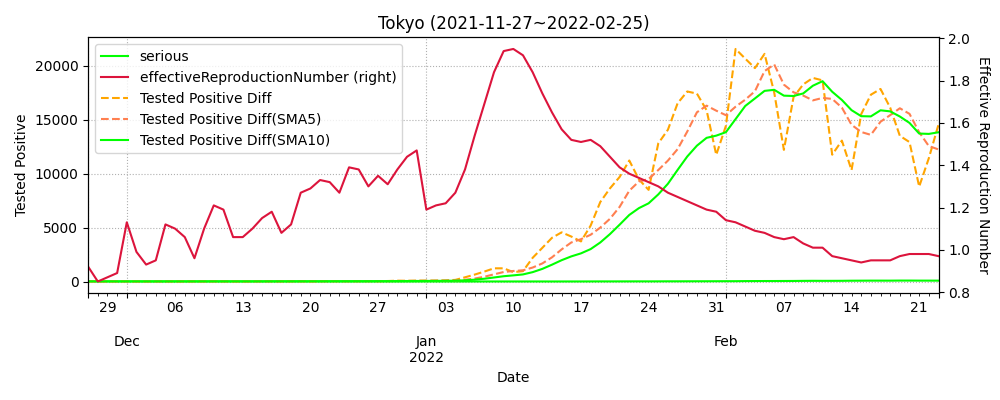 Tokyo (2021-11-27~2022-02-25)
serious
effectiveReproductionNumber (right)
Tested Positive Diff
Tested Positive Diff(SMA5)
Tested Positive Diff(SMA10)
Tested Positive
20000
15000
10000
5000
0
2.0
1.8
1.6
1.4
1.2
1.0
0.8
Effective Reproduction Number
29 06 13 20 27 03 10 17 24 31 07 14 21
Dec Jan Feb
2022
Date